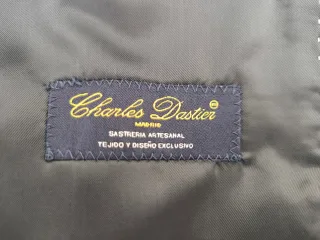 Charles Dastier
MADRID
SASTRERIA ARTESANAL
TEJIDO Y DISEÑO EXCLUSIVO